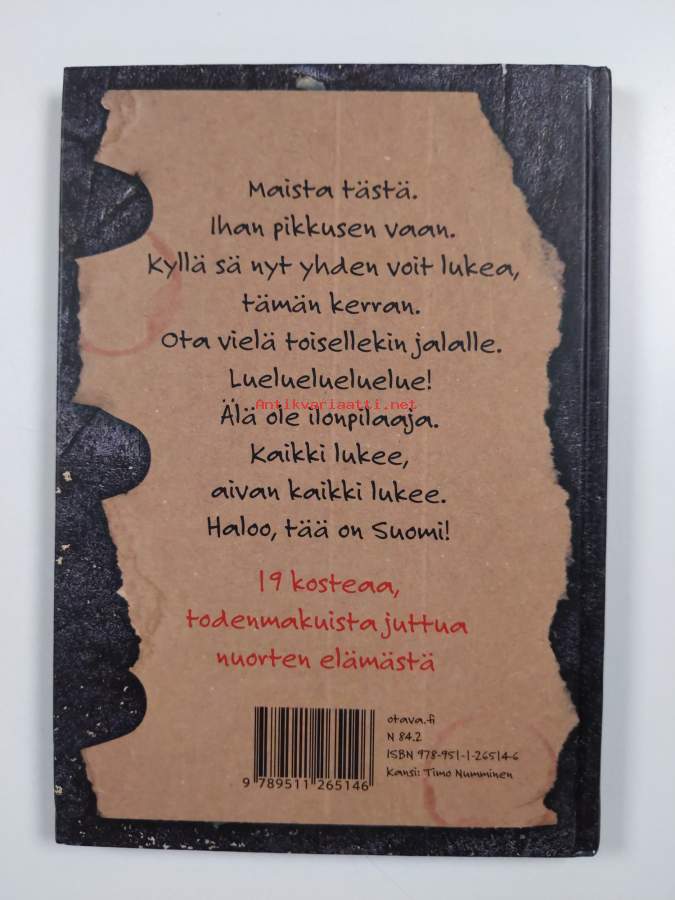 Maista tästä.
Ihan pikkusen vaan.
Kyllä sä nyt yhden voit lukea,
tämän kerran.
Ota vielä toisellekin jalalle.
Lueluelueluelue!
Antikvariaatti.net
Älä ole ilonpilaaja.
Kaikki lukee,
aivan kaikki lukee.
Haloo, tää on Suomi!
19 kosteaa,
todenmakuista juttua
nuorten elämästä
otava.fi
N 84.2
ISBN 978-951-1-26514-6
Kansi: Timo Numminen
9 789511 265146